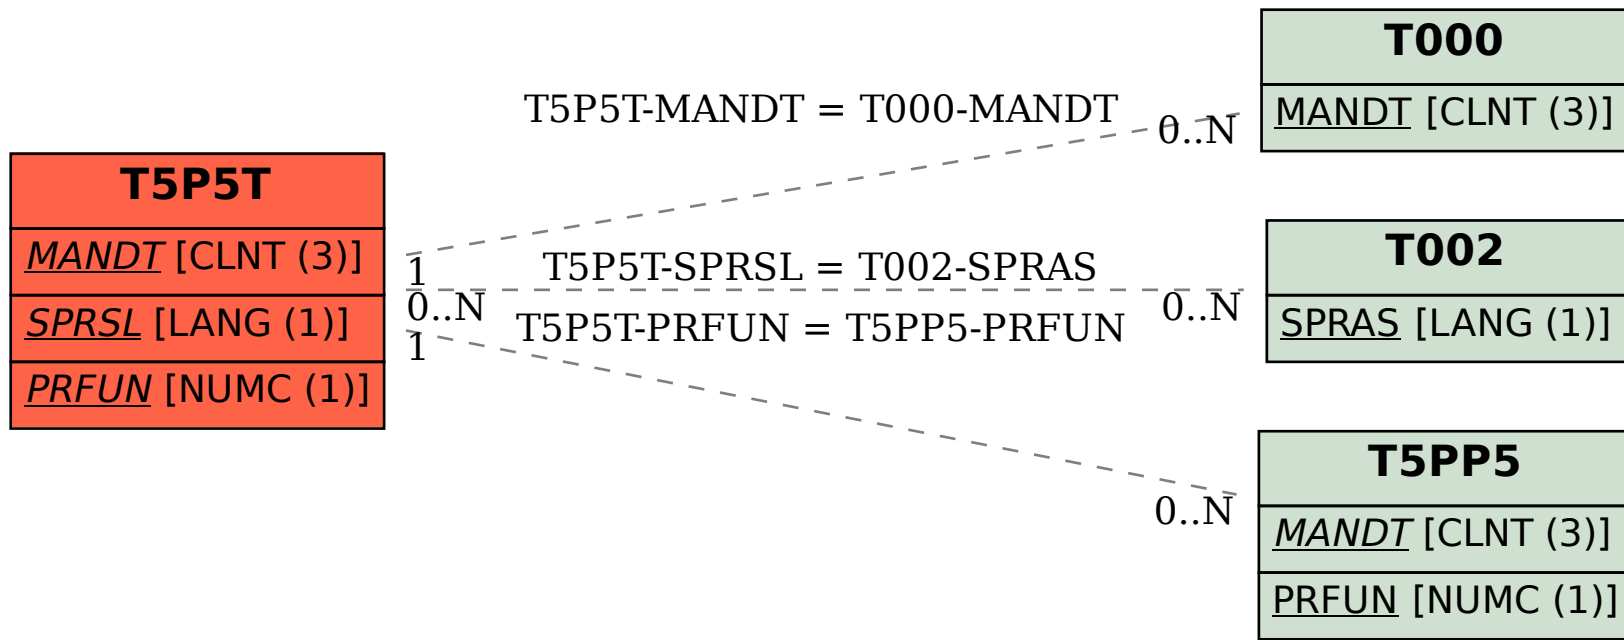 T5P5T
MANDT [CLNT (3)]
SPRSL [LANG (1)]
PRFUN [NUMC (1)]
T5P5T-MANDT = T000-MANDT
0..N
1
T5P5T-SPRSL = T002-SPRAS
0..N
0..N
T5P5T-PRFUN = T5PP5-PRFUN
1
0..N
T000
MANDT [CLNT (3)]
T002
SPRAS [LANG (1)]
T5PP5
MANDT [CLNT (3)]
PRFUN [NUMC (1)]